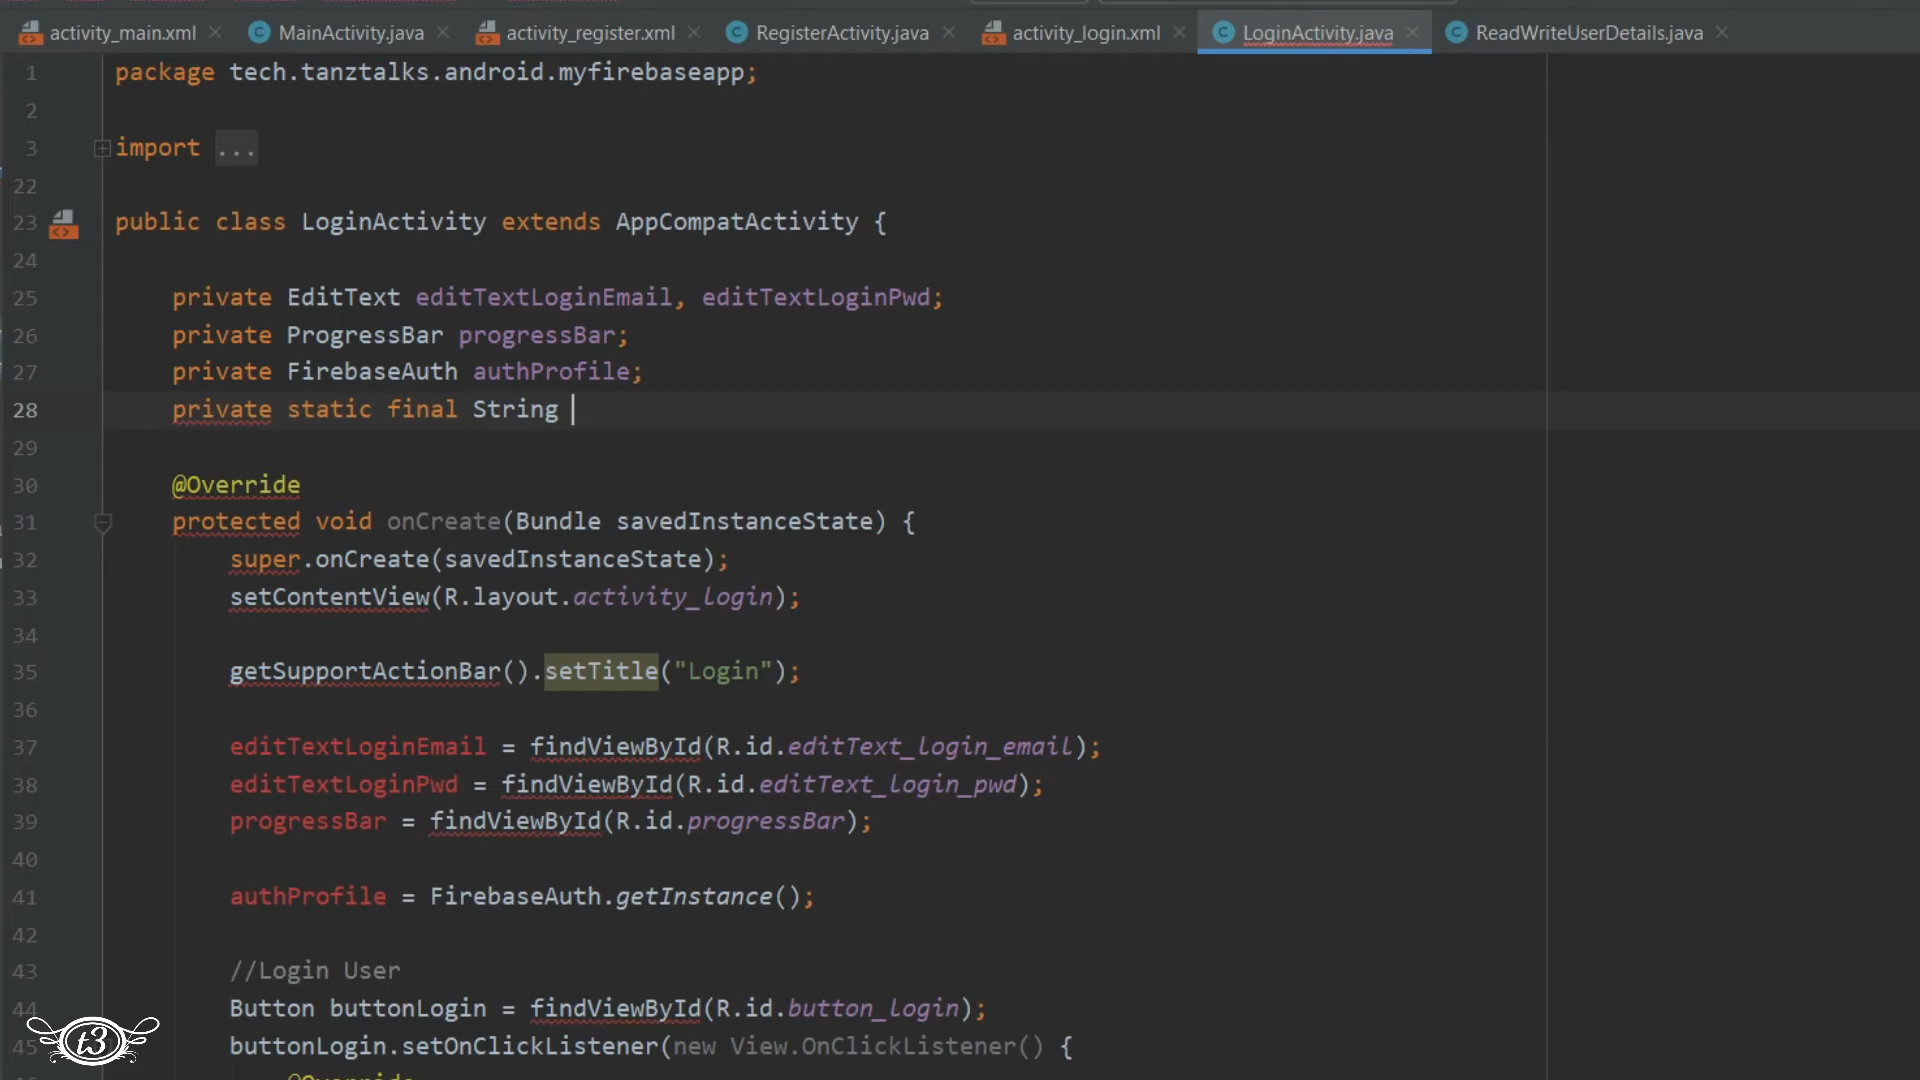 activity_main.xml MainActivity.java activity_register.xml RegisterActivity.java activity_login.xml LoginActivity.java ReadWriteUserDetails.java
1 package tech.tanztalks.android.myfirebaseapp;
2
3 import ...
22
23 public class LoginActivity extends AppCompatActivity {
24
25 private EditText editTextLoginEmail, editTextLoginPwd;
26 private ProgressBar progressBar;
27 private FirebaseAuth authProfile;
28 private static final String
29
30 @Override
31 protected void onCreate(Bundle savedInstanceState) {
32 super.onCreate(savedInstanceState);
33 setContentView(R.layout.activity_login);
34
35 getSupportActionBar().setTitle("Login");
36
37 editTextLoginEmail = findViewById(R.id.editText_login_email);
38 editTextLoginPwd = findViewById(R.id.editText_login_pwd);
39 progressBar = findViewById(R.id.progressBar);
40
41 authProfile = FirebaseAuth.getInstance();
42
43 //Login User
44 Button buttonLogin = findViewById(R.id.button_login);
45 buttonLogin.setOnClickListener(new View.OnClickListener() {
@Override
t3